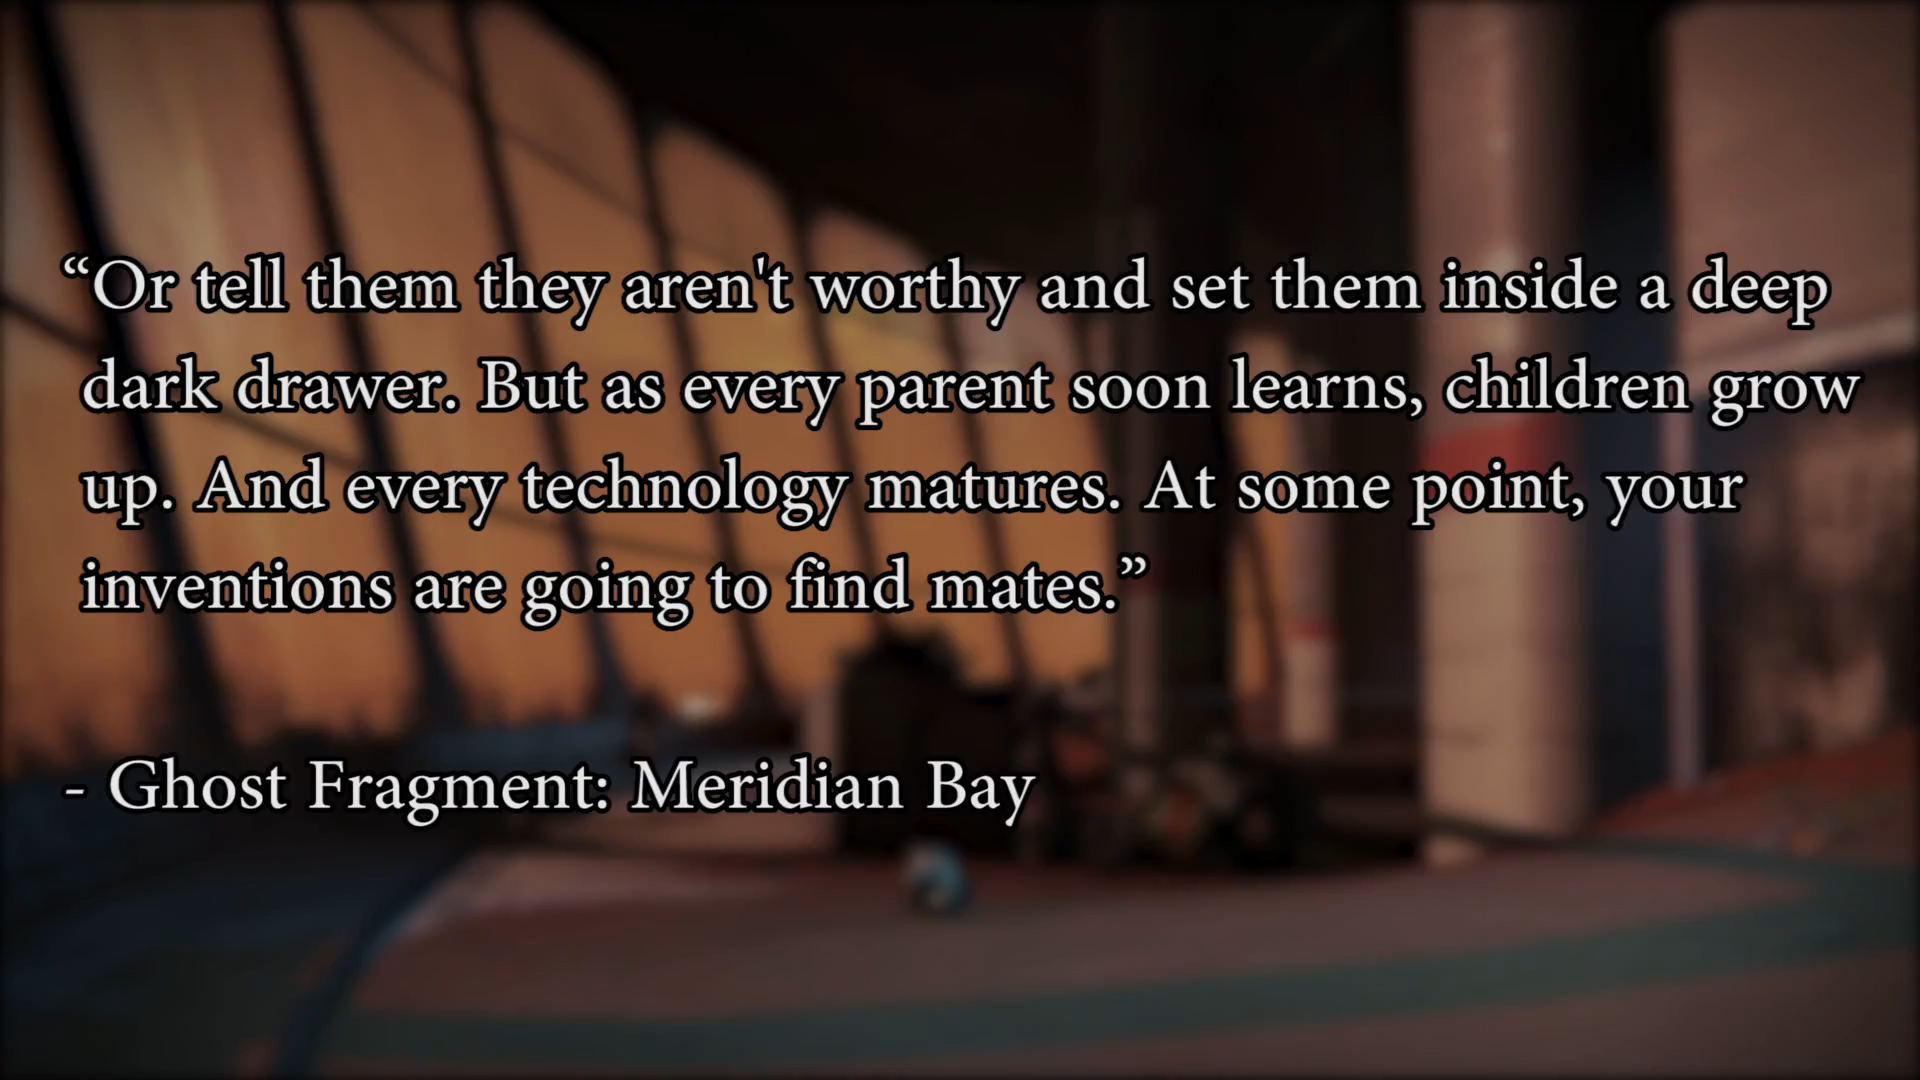 “Or tell them they aren't worthy and set them inside a deep
dark drawer. But as every parent soon learns, children grow
up. And every technology matures. At some point, your
inventions are going to find mates.”
- Ghost Fragment: Meridian Bay